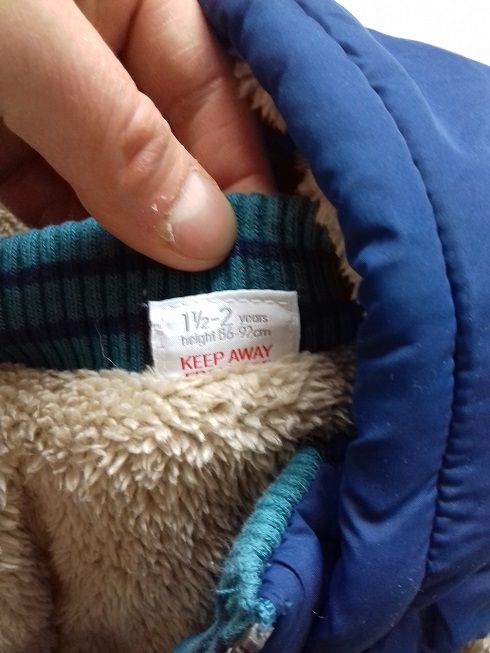 1½-2 years
height 86-92cm
KEEP AWAY